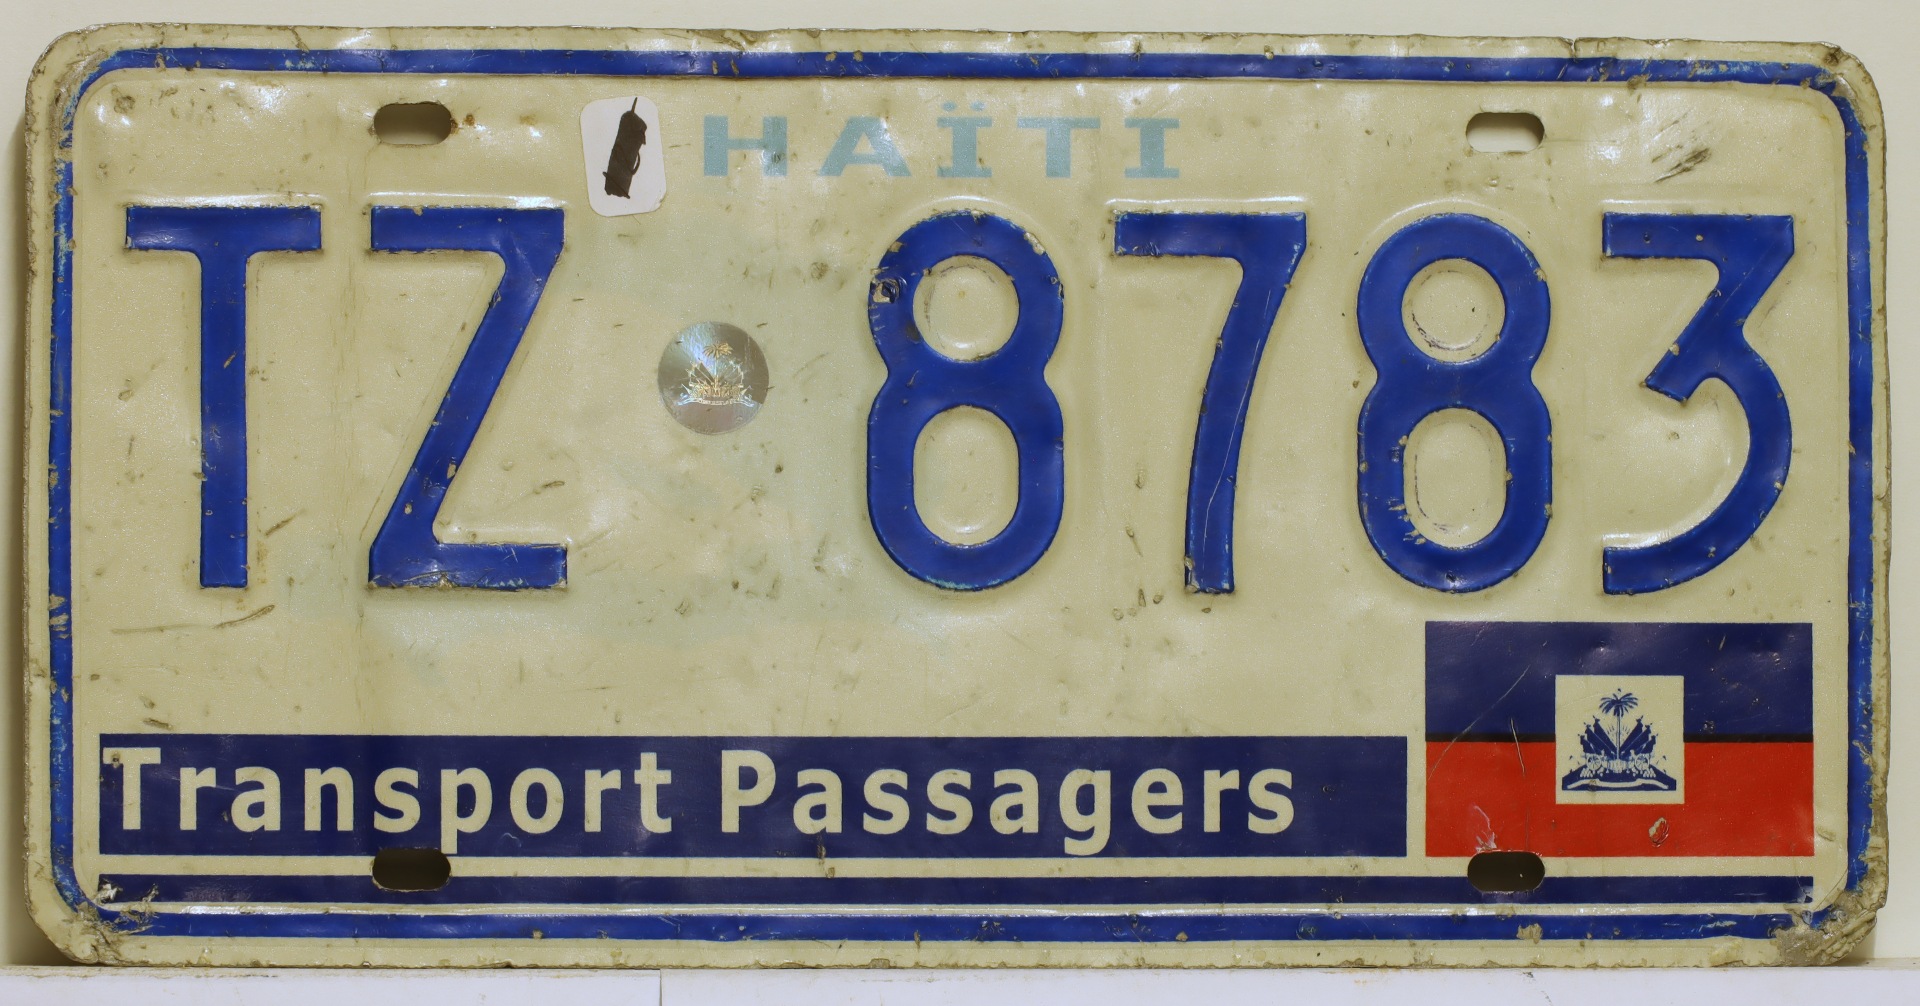 HAÏTI
TZ 8783
Transport Passagers